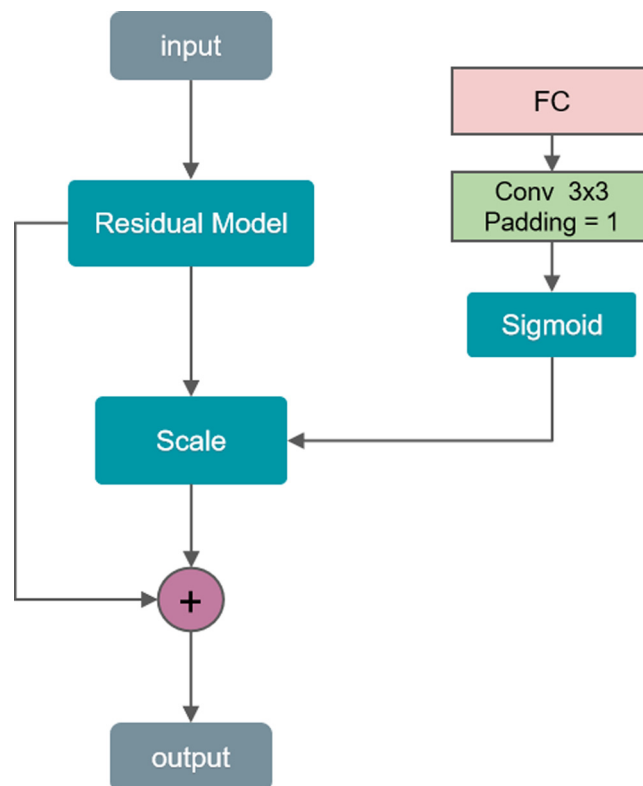 input
FC
Conv 3x3
Padding = 1
Residual Model
Sigmoid
Scale
+
output